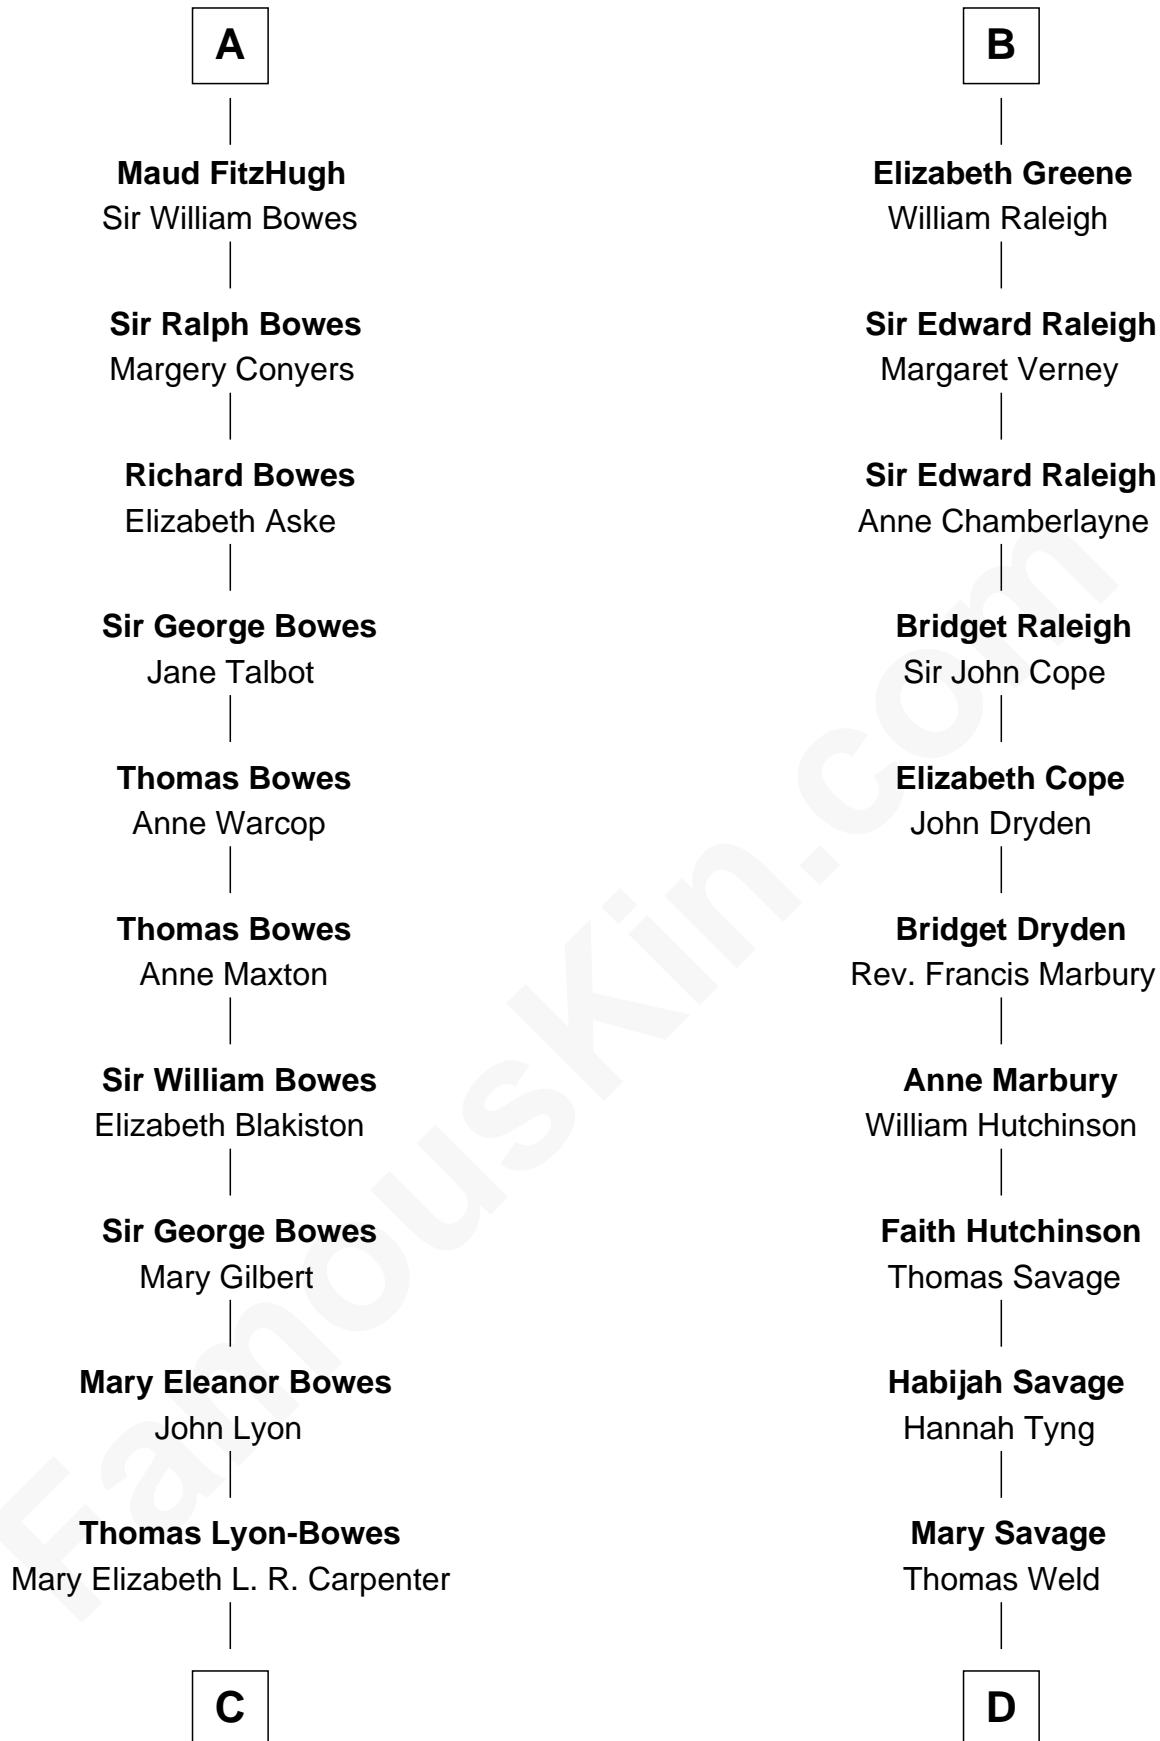 A
Maud FitzHugh
Sir William Bowes
Sir Ralph Bowes
Margery Conyers
Richard Bowes
Elizabeth Aske
Sir George Bowes
Jane Talbot
Thomas Bowes
Anne Warcop
Thomas Bowes
Anne Maxton
Sir William Bowes
Elizabeth Blakiston
Sir George Bowes
Mary Gilbert
Mary Eleanor Bowes
John Lyon
Thomas Lyon-Bowes
Mary Elizabeth L. R. Carpenter
C
B
Elizabeth Greene
William Raleigh
Sir Edward Raleigh
Margaret Verney
Sir Edward Raleigh
Anne Chamberlayne
Bridget Raleigh
Sir John Cope
Elizabeth Cope
John Dryden
Bridget Dryden
Rev. Francis Marbury
Anne Marbury
William Hutchinson
Faith Hutchinson
Thomas Savage
Habijah Savage
Hannah Tyng
Mary Savage
Thomas Weld
D
FamousKin.com